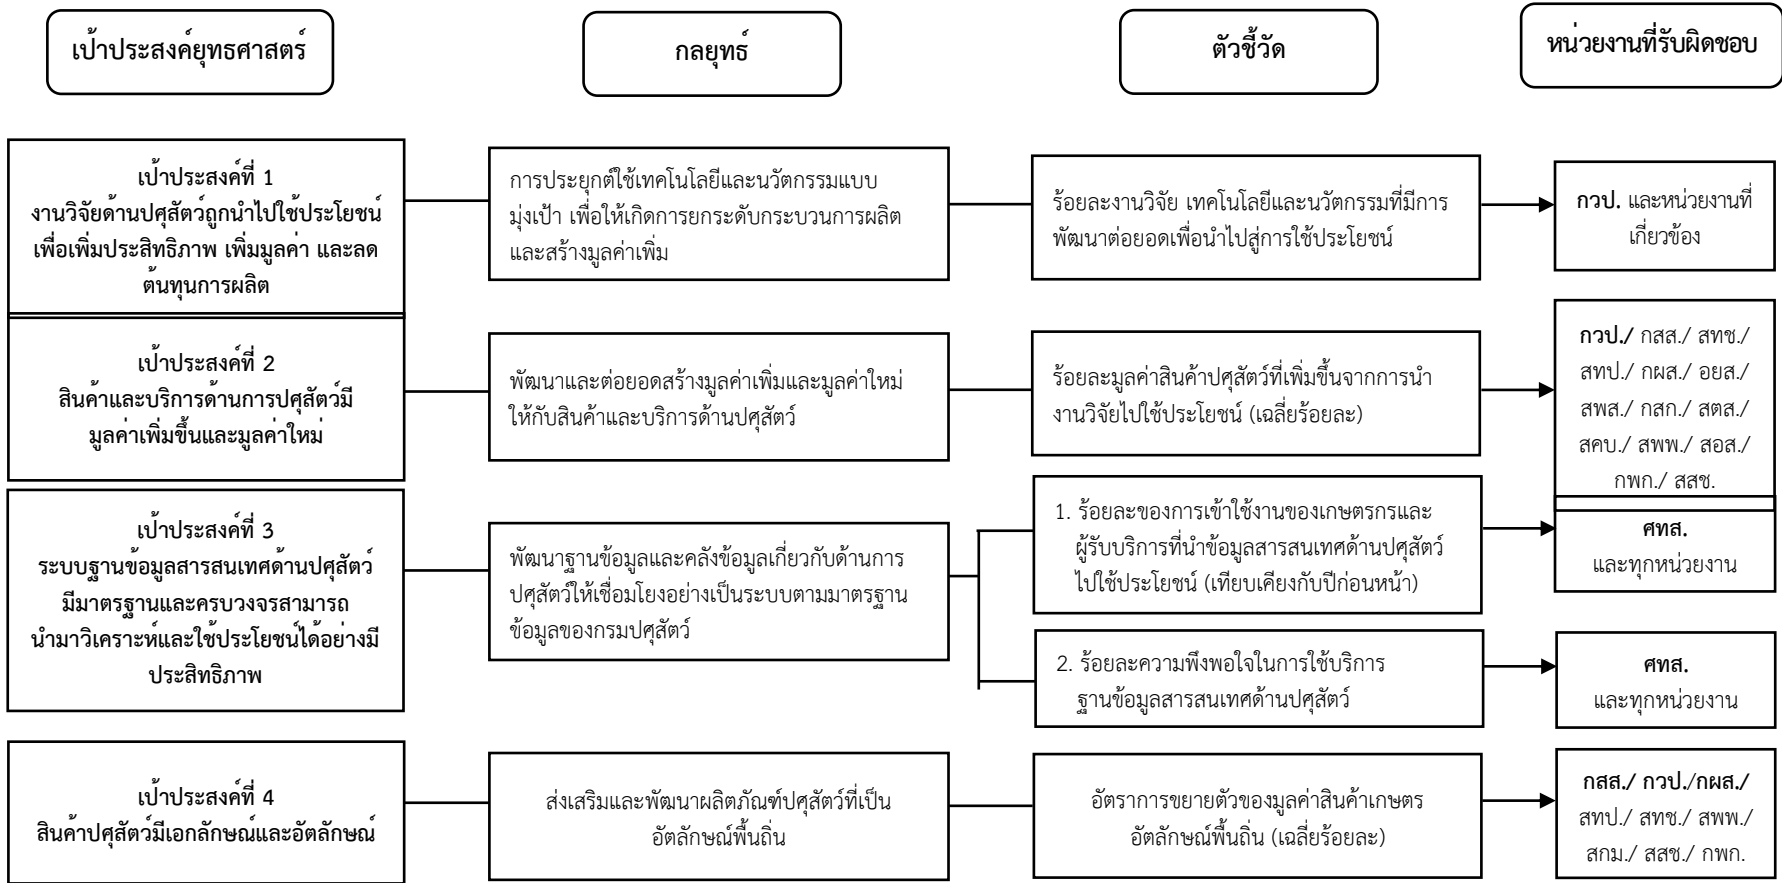 เป้าประสงค์ยุทธศาสตร์
กลยุทธ์
ตัวชี้วัด
หน่วยงานที่รับผิดชอบ
เป้าประสงค์ที่ 1
งานวิจัยด้านปศุสัตว์ถูกนำไปใช้ประโยชน์
เพื่อเพิ่มประสิทธิภาพ เพิ่มมูลค่า และลด
ต้นทุนการผลิต
การประยุกต์ใช้เทคโนโลยีและนวัตกรรมแบบ
มุ่งเป้า เพื่อให้เกิดการยกระดับกระบวนการผลิต
และสร้างมูลค่าเพิ่ม
ร้อยละงานวิจัย เทคโนโลยีและนวัตกรรมที่มีการ
พัฒนาต่อยอดเพื่อนำไปสู่การใช้ประโยชน์
กวป. และหน่วยงานที่
เกี่ยวข้อง
เป้าประสงค์ที่ 2
สินค้าและบริการด้านการปศุสัตว์มี
มูลค่าเพิ่มขึ้นและมูลค่าใหม่
พัฒนาและต่อยอดสร้างมูลค่าเพิ่มและมูลค่าใหม่
ให้กับสินค้าและบริการด้านปศุสัตว์
ร้อยละมูลค่าสินค้าปศุสัตว์ที่เพิ่มขึ้นจากการนำ
งานวิจัยไปใช้ประโยชน์ (เฉลี่ยร้อยละ)
กวป./ กสส./ สทช./
สทป./ กผส./ อยส./
สพส./ กสก./ สตส./
สคบ./ สพพ./ สอส./
กพก./ สสช.
เป้าประสงค์ที่ 3
ระบบฐานข้อมูลสารสนเทศด้านปศุสัตว์
มีมาตรฐานและครบวงจรสามารถ
นำมาวิเคราะห์และใช้ประโยชน์ได้อย่างมี
ประสิทธิภาพ
พัฒนาฐานข้อมูลและคลังข้อมูลเกี่ยวกับด้านการ
ปศุสัตว์ให้เชื่อมโยงอย่างเป็นระบบตามมาตรฐาน
ข้อมูลของกรมปศุสัตว์
1. ร้อยละของการเข้าใช้งานของเกษตรกรและ
ผู้รับบริการที่นำข้อมูลสารสนเทศด้านปศุสัตว์
ไปใช้ประโยชน์ (เทียบเคียงกับปีก่อนหน้า)
ศทส.
และทุกหน่วยงาน
2. ร้อยละความพึงพอใจในการใช้บริการ
ฐานข้อมูลสารสนเทศด้านปศุสัตว์
ศทส.
และทุกหน่วยงาน
เป้าประสงค์ที่ 4
สินค้าปศุสัตว์มีเอกลักษณ์และอัตลักษณ์
ส่งเสริมและพัฒนาผลิตภัณฑ์ปศุสัตว์ที่เป็น
อัตลักษณ์พื้นถิ่น
อัตราการขยายตัวของมูลค่าสินค้าเกษตร
อัตลักษณ์พื้นถิ่น (เฉลี่ยร้อยละ)
กสส./ กวป./กผส./
สทป./ สทช./ สพพ./
สกม./ สสช./ กพก.